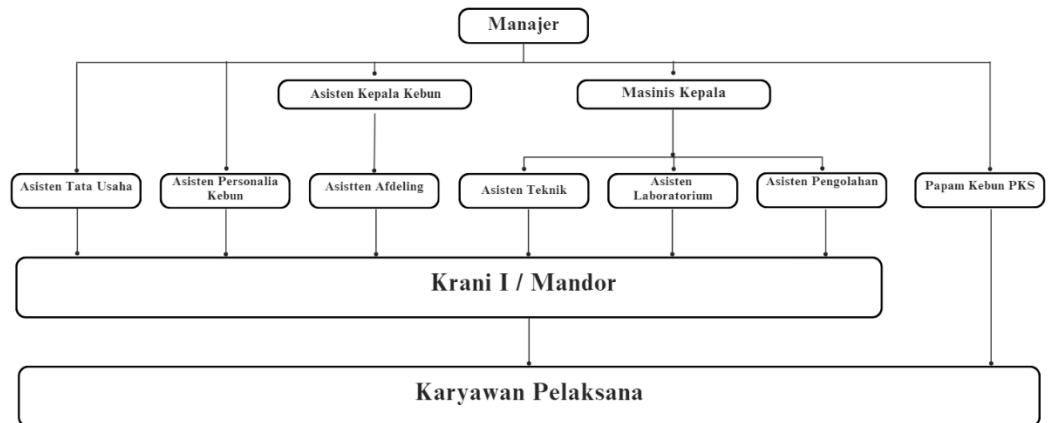 Manajer
Asisten Kepala Kebun
Masinis Kepala
Asisten Tata Usaha
Asisten Personalia
Kebun
Asistten Afdeling
Asisten Teknik
Asisten
Laboratorium
Asisten Pengolahan
Papam Kebun PKS
Krani I / Mandor
Karyawan Pelaksana